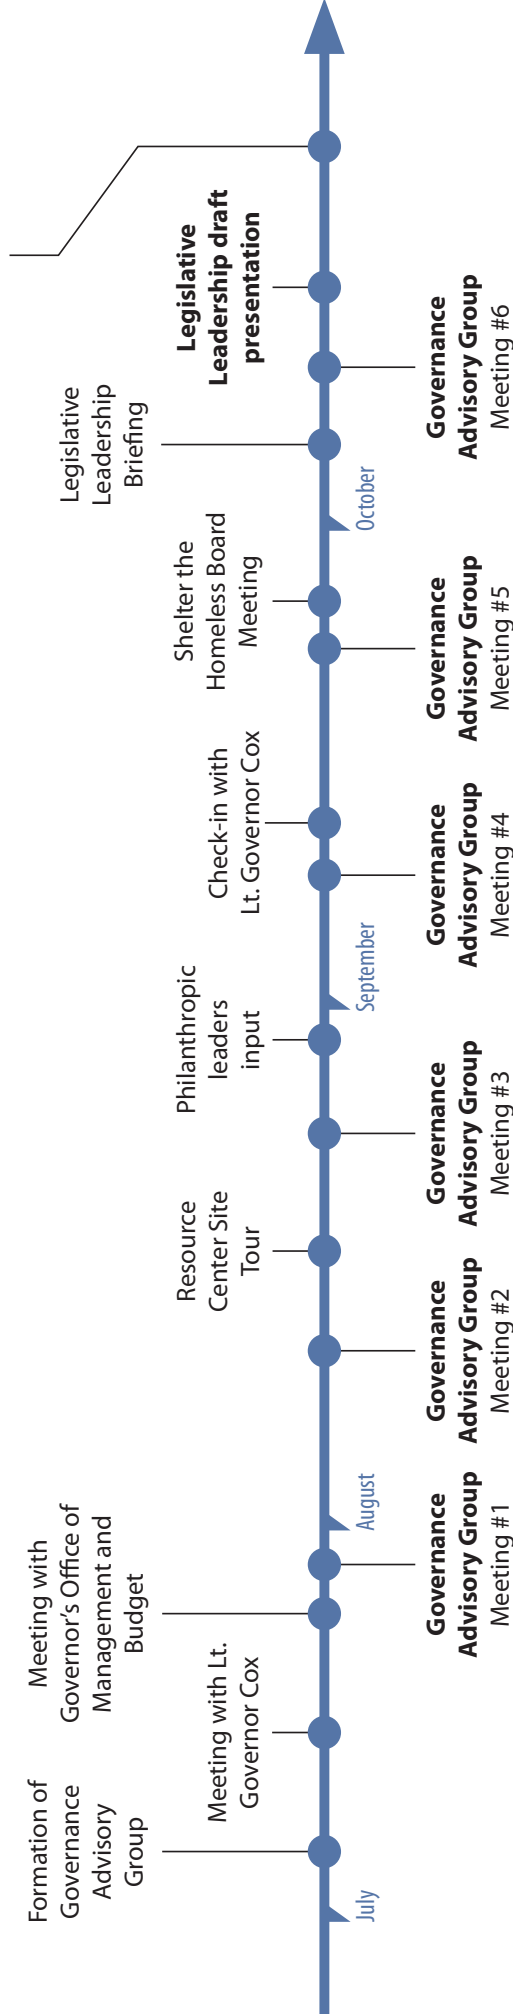 Formation of
Governance
Advisory
Group
Meeting with Lt.
Governor Cox
Meeting with
Governor’s Office of
Management and
Budget
Resource
Center Site
Tour
Philanthropic
leaders
input
Check-in with
Lt. Governor Cox
Shelter the
Homeless Board
Meeting
Legislative
Leadership
Briefing
Legislative
Leadership draft
presentation
July
August
September
October
Governance
Advisory Group
Meeting #1
Governance
Advisory Group
Meeting #2
Governance
Advisory Group
Meeting #3
Governance
Advisory Group
Meeting #4
Governance
Advisory Group
Meeting #5
Governance
Advisory Group
Meeting #6